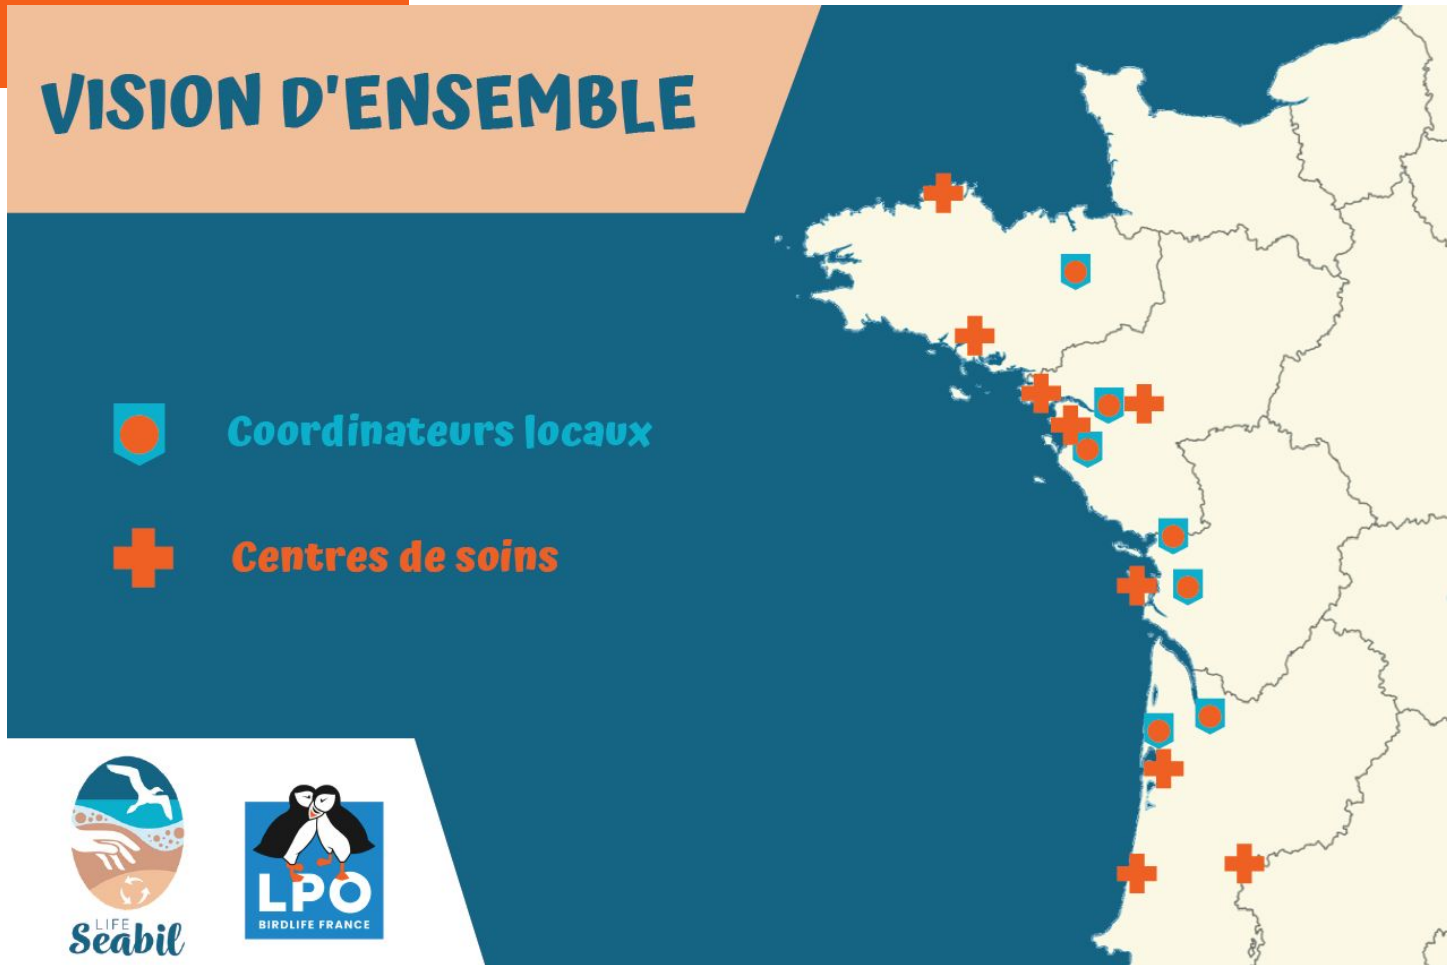 VISION D'ENSEMBLE
Coordinateurs locaux
Centres de soins
LIFE
Seabil
LPO
BIRDLIFE FRANCE